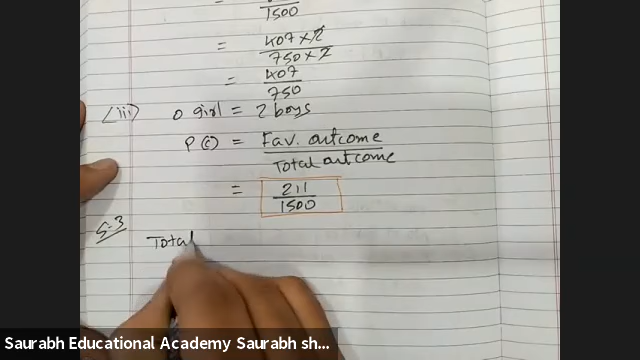 1500
= 407 × 2
750 × 2
= 407
750
(iii) 0 girl = 2 boys
P(C) = Fav. outcome
Total outcome
= 211
1500
S-3
Total
Saurabh Educational Academy Saurabh sh...